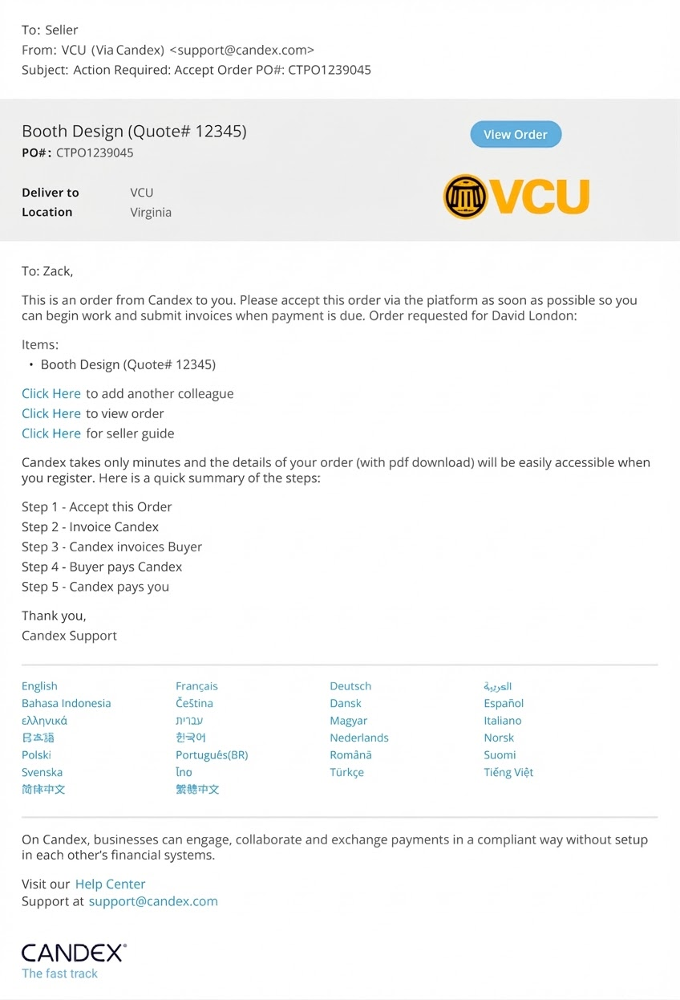 To: Seller
From: VCU (Via Candex) <support@candex.com>
Subject: Action Required: Accept Order PO#: CTPO1239045
Booth Design (Quote# 12345)
View Order
PO#: CTPO1239045
Deliver to VCU
Location Virginia
VCU
To: Zack,
This is an order from Candex to you. Please accept this order via the platform as soon as possible so you
can begin work and submit invoices when payment is due. Order requested for David London:
Items:
• Booth Design (Quote# 12345)
Click Here to add another colleague
Click Here to view order
Click Here for seller guide
Candex takes only minutes and the details of your order (with pdf download) will be easily accessible when
you register. Here is a quick summary of the steps:
Step 1 - Accept this Order
Step 2 - Invoice Candex
Step 3 - Candex invoices Buyer
Step 4 - Buyer pays Candex
Step 5 - Candex pays you
Thank you,
Candex Support
English Français Deutsch
Bahasa Indonesia Čeština Dansk Español
ελληνικά עברית Magyar Italiano
한국어 Nederlands Norsk
Polski Português(BR) Română Suomi
Svenska Türkçe Tiếng Việt
简体中文 繁體中文
On Candex, businesses can engage, collaborate and exchange payments in a compliant way without setup
in each other's financial systems.
Visit our Help Center
Support at support@candex.com
CANDEX®
The fast track